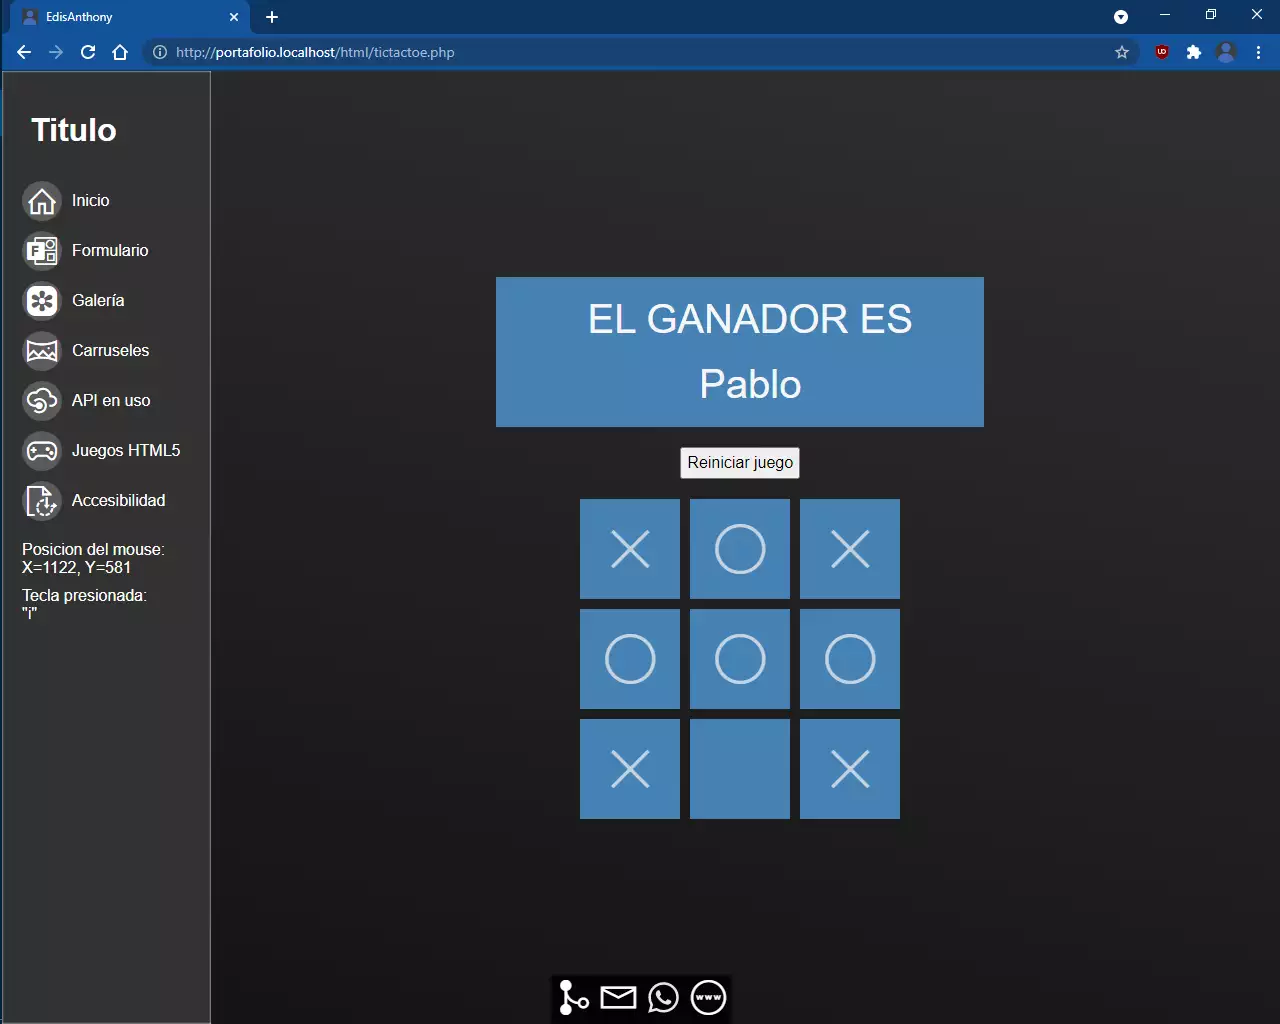 EdisAnthony
http://portafolio.localhost/html/tictactoe.php
Titulo
Inicio
Formulario
Galería
Carruseles
API en uso
Juegos HTML5
Accesibilidad
Posicion del mouse:
X=1122, Y=581
Tecla presionada:
"i"
EL GANADOR ES
Pablo
Reiniciar juego
www